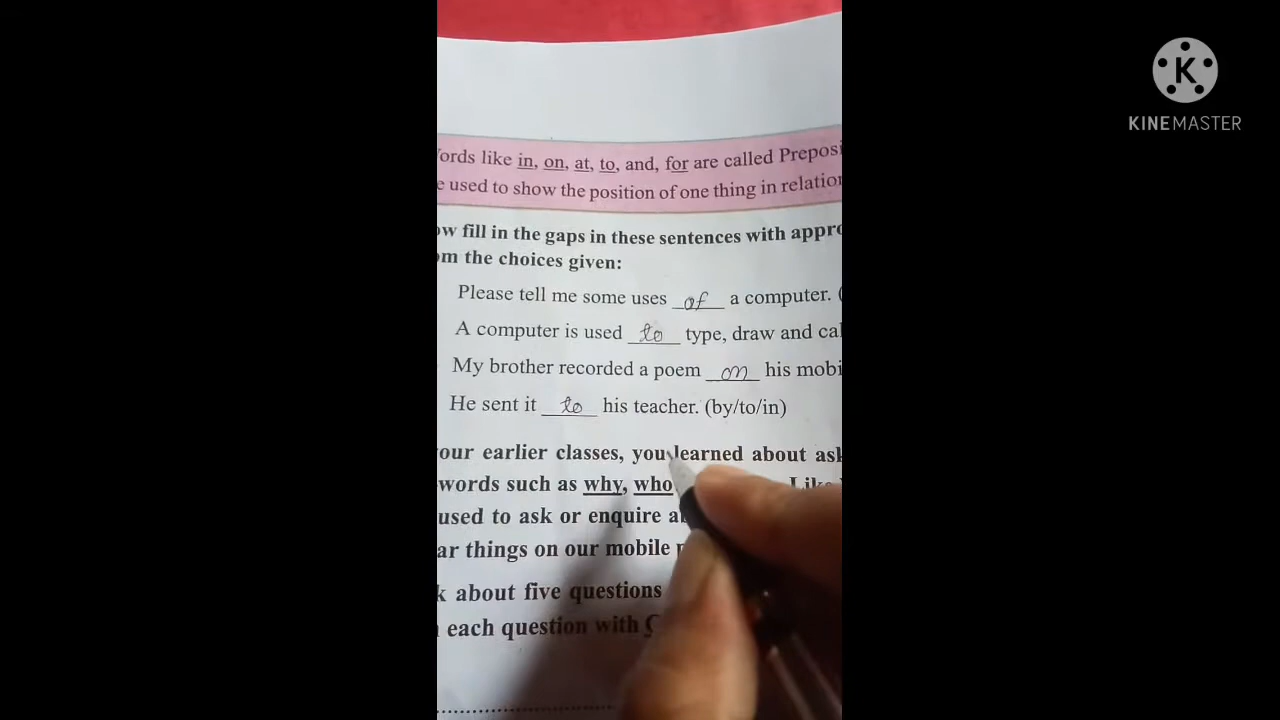 KINEMASTER
ords like in, on, at, to, and, for are called Preposi
e used to show the position of one thing in relation
ow fill in the gaps in these sentences with appro
om the choices given:
Please tell me some uses of a computer. (
A computer is used to type, draw and cal
My brother recorded a poem on his mobi
He sent it to his teacher. (by/to/in)
our earlier classes, you learned about ask
words such as why, who Like
used to ask or enquire a
ar things on our mobile
k about five questions
each question with